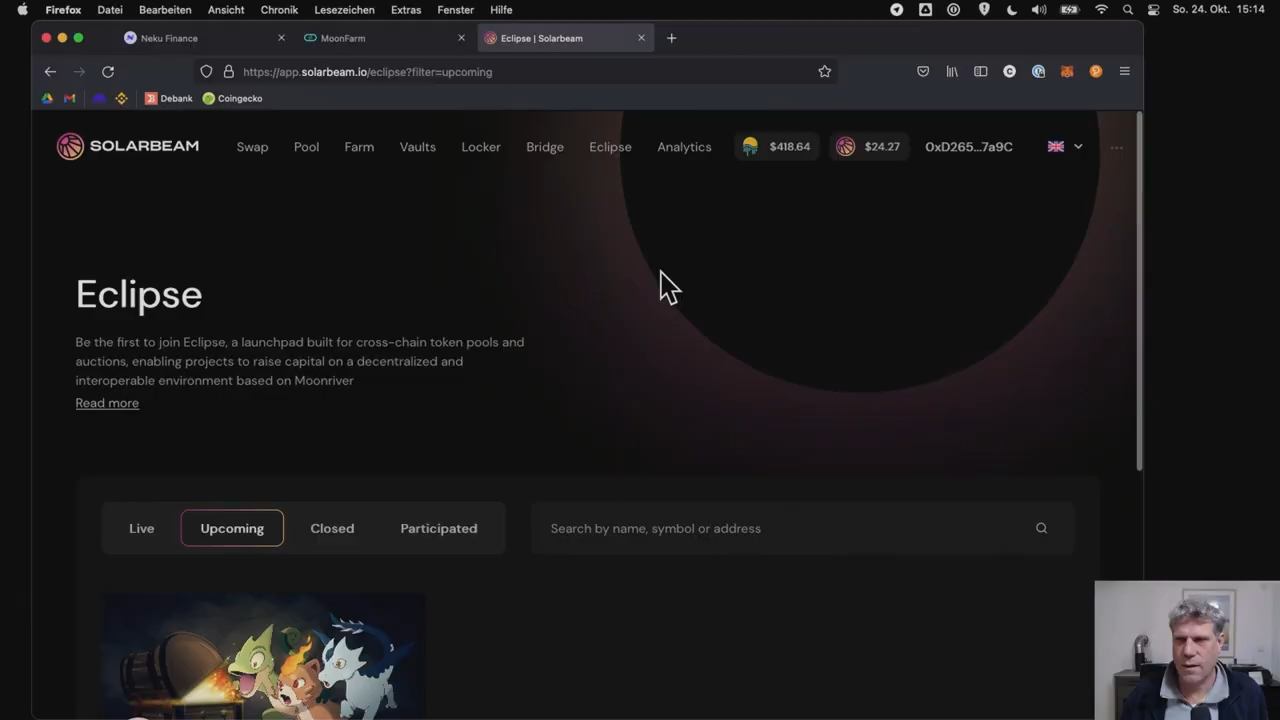 Firefox Datei Bearbeiten Ansicht Chronik Lesezeichen Extras Fenster Hilfe So. 24. Okt. 15:14
Neku Finance MoonFarm Eclipse | Solarbeam
https://app.solarbeam.io/eclipse?filter=upcoming
Debank Coingecko
SOLARBEAM Swap Pool Farm Vaults Locker Bridge Eclipse Analytics $418.64 $24.27 0xD265...7a9C
Eclipse
Be the first to join Eclipse, a launchpad built for cross-chain token pools and
auctions, enabling projects to raise capital on a decentralized and
interoperable environment based on Moonriver
Read more
Live Upcoming Closed Participated Search by name, symbol or address